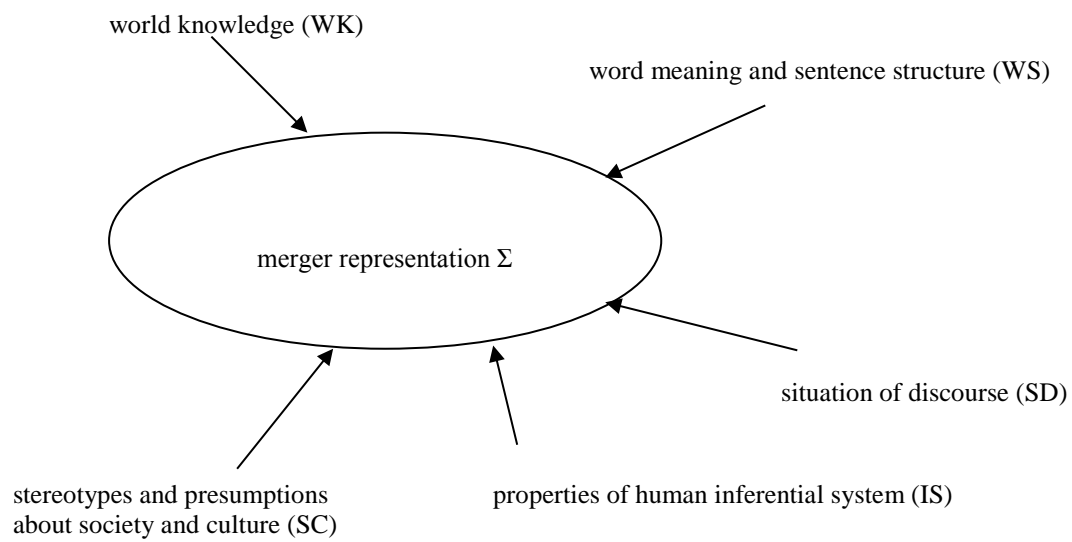 world knowledge (WK)
word meaning and sentence structure (WS)
merger representation Σ
situation of discourse (SD)
stereotypes and presumptions
about society and culture (SC)
properties of human inferential system (IS)